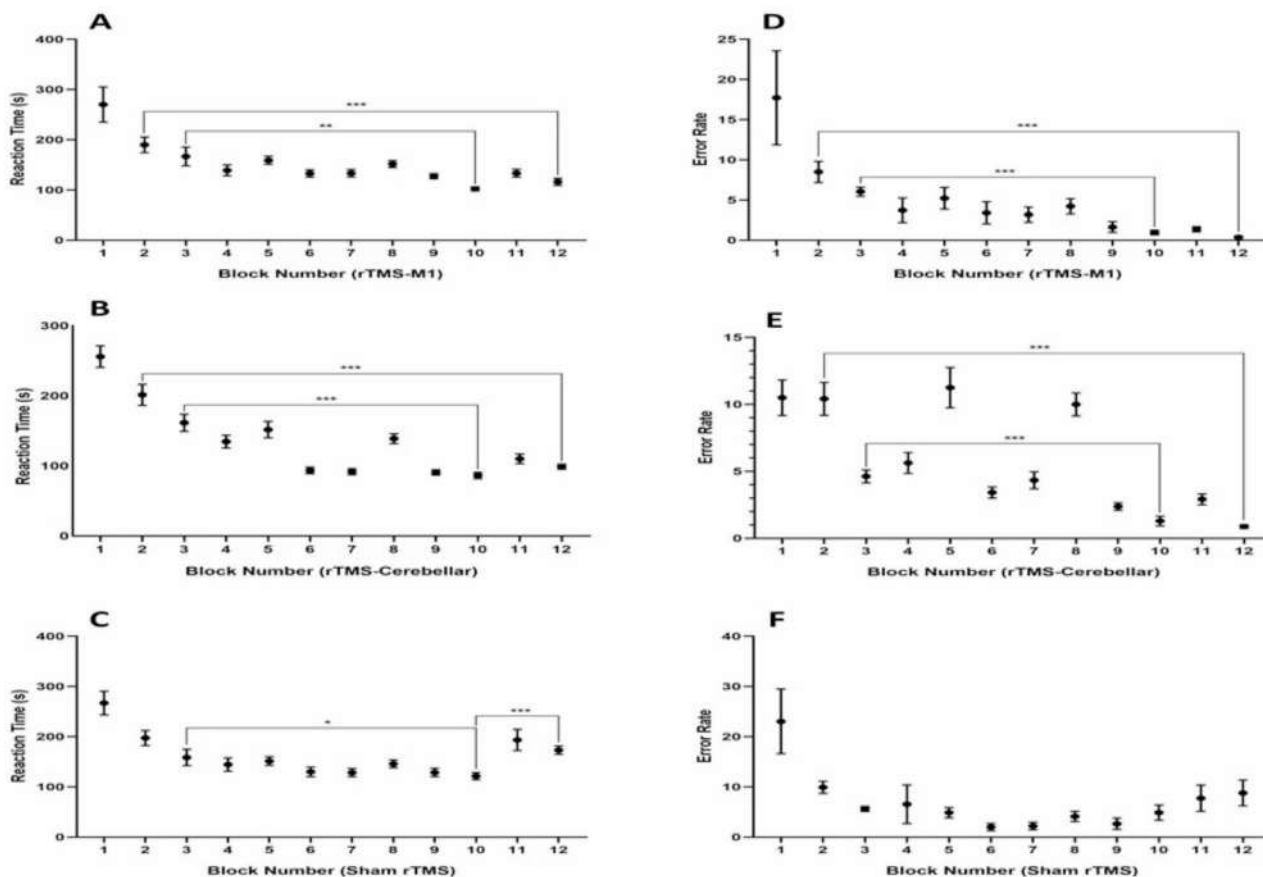 A
Reaction Time (s)
400
300
200
100
0
***
**
1 2 3 4 5 6 7 8 9 10 11 12
Block Number (rTMS-M1)
D
Error Rate
25
20
15
10
5
0
***
***
1 2 3 4 5 6 7 8 9 10 11 12
Block Number (rTMS-M1)
B
Reaction Time (s)
300
200
100
0
***
***
1 2 3 4 5 6 7 8 9 10 11 12
Block Number (rTMS-Cerebellar)
E
Error Rate
15
10
5
0
***
***
1 2 3 4 5 6 7 8 9 10 11 12
Block Number (rTMS-Cerebellar)
C
Reaction Time (s)
400
300
200
100
0
*
***
1 2 3 4 5 6 7 8 9 10 11 12
Block Number (Sham rTMS)
F
Error Rate
40
30
20
10
0
1 2 3 4 5 6 7 8 9 10 11 12
Block Number (Sham rTMS)